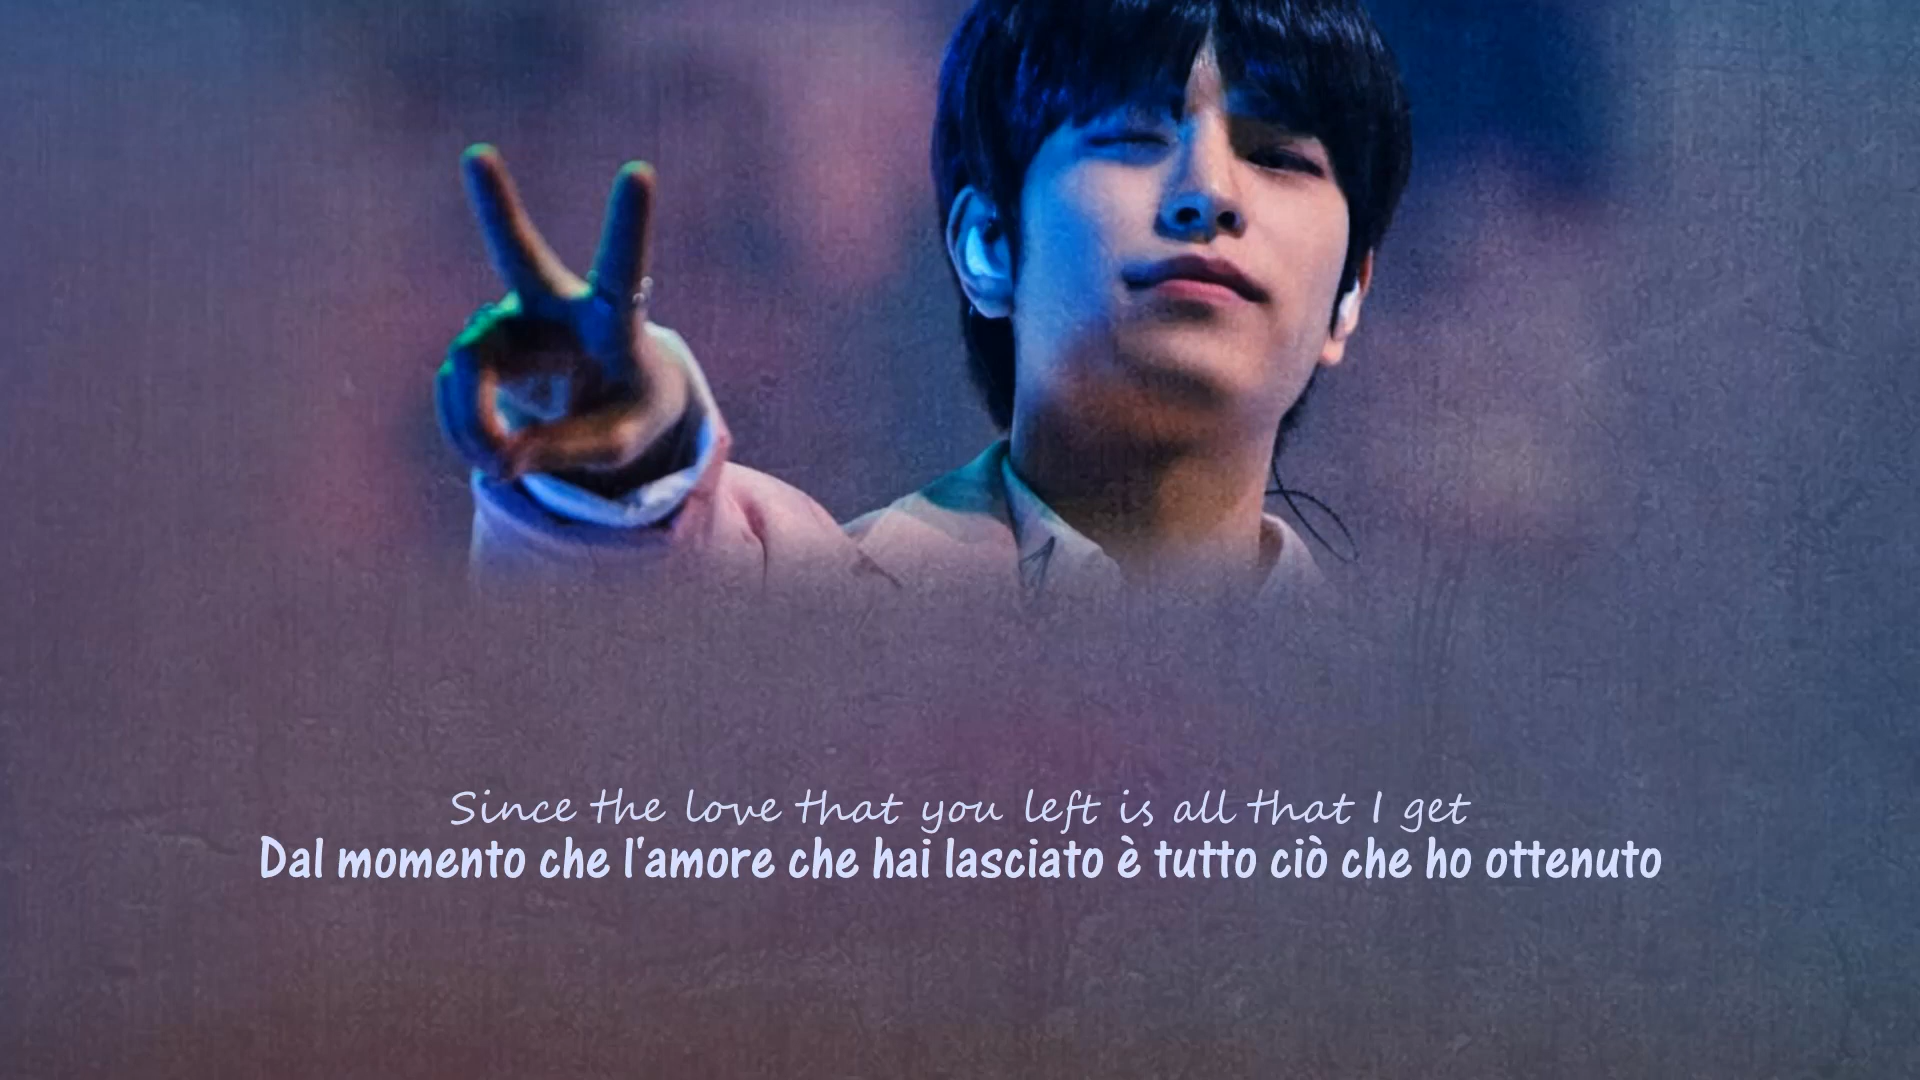 Since the love that you left is all that I get
Dal momento che l'amore che hai lasciato è tutto ciò che ho ottenuto